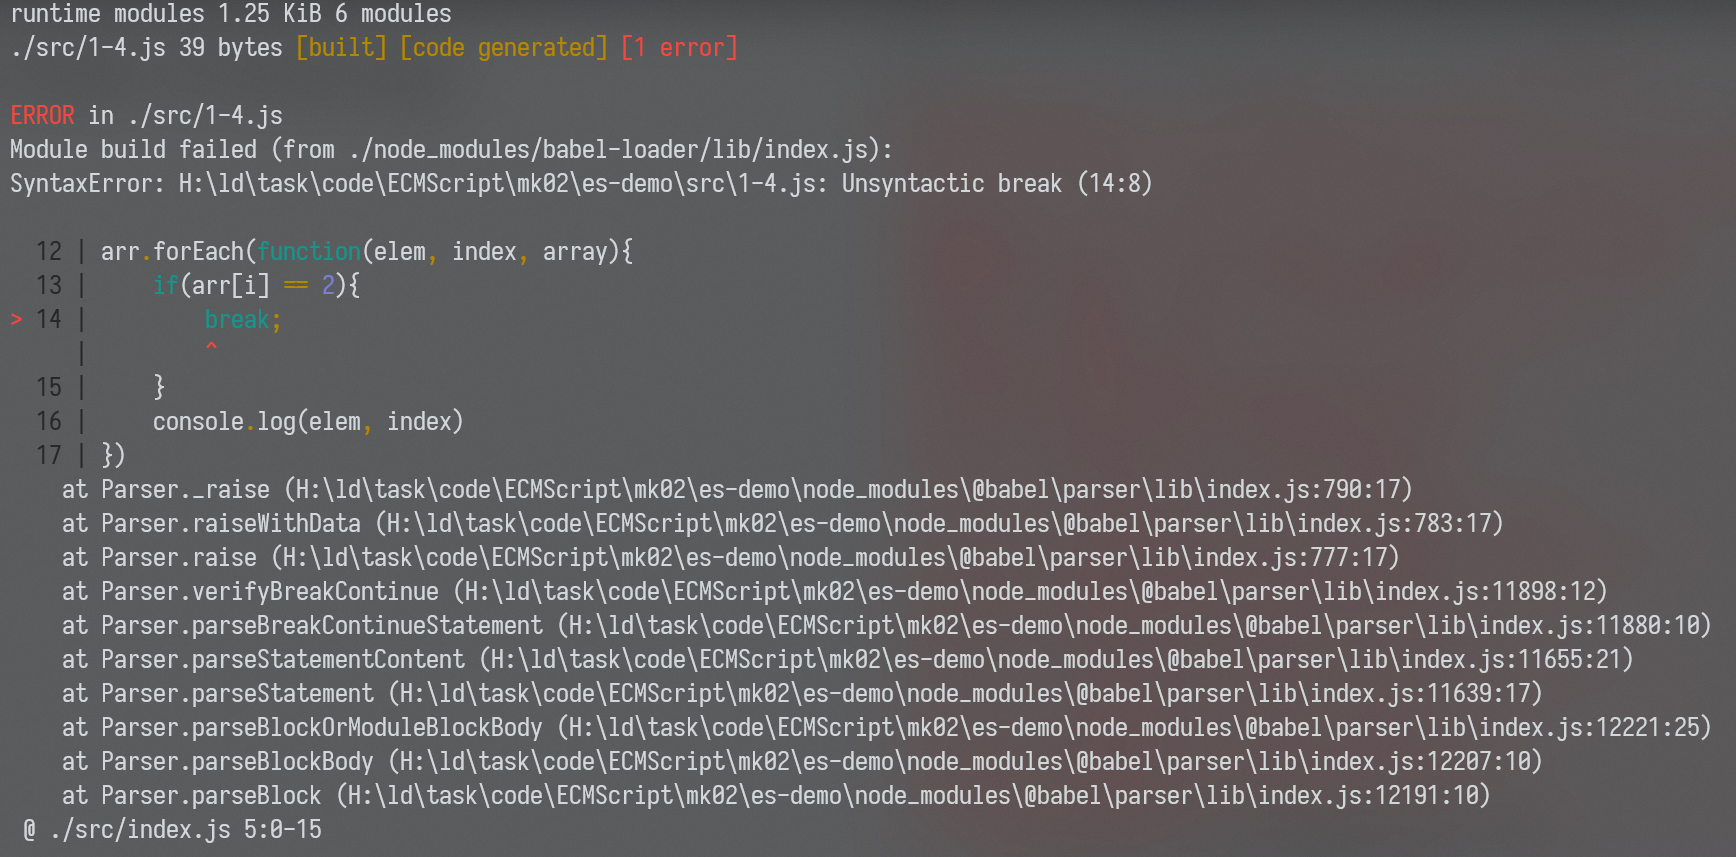 runtime modules 1.25 KiB 6 modules
./src/1-4.js 39 bytes [built] [code generated] [1 error]
ERROR in ./src/1-4.js
Module build failed (from ./node_modules/babel-loader/lib/index.js):
SyntaxError: H:\ld\task\code\ECMScript\mk02\es-demo\src\1-4.js: Unsyntactic break (14:8)
  12 | arr.forEach(function(elem, index, array){
  13 |     if(arr[i] == 2){
> 14 |         break;
     |         ^
  15 |     }
  16 |     console.log(elem, index)
  17 | })
    at Parser._raise (H:\ld\task\code\ECMScript\mk02\es-demo\node_modules\@babel\parser\lib\index.js:790:17)
    at Parser.raiseWithData (H:\ld\task\code\ECMScript\mk02\es-demo\node_modules\@babel\parser\lib\index.js:783:17)
    at Parser.raise (H:\ld\task\code\ECMScript\mk02\es-demo\node_modules\@babel\parser\lib\index.js:777:17)
    at Parser.verifyBreakContinue (H:\ld\task\code\ECMScript\mk02\es-demo\node_modules\@babel\parser\lib\index.js:11898:12)
    at Parser.parseBreakContinueStatement (H:\ld\task\code\ECMScript\mk02\es-demo\node_modules\@babel\parser\lib\index.js:11880:10)
    at Parser.parseStatementContent (H:\ld\task\code\ECMScript\mk02\es-demo\node_modules\@babel\parser\lib\index.js:11655:21)
    at Parser.parseStatement (H:\ld\task\code\ECMScript\mk02\es-demo\node_modules\@babel\parser\lib\index.js:11639:17)
    at Parser.parseBlockOrModuleBlockBody (H:\ld\task\code\ECMScript\mk02\es-demo\node_modules\@babel\parser\lib\index.js:12221:25)
    at Parser.parseBlockBody (H:\ld\task\code\ECMScript\mk02\es-demo\node_modules\@babel\parser\lib\index.js:12207:10)
    at Parser.parseBlock (H:\ld\task\code\ECMScript\mk02\es-demo\node_modules\@babel\parser\lib\index.js:12191:10)
 @ ./src/index.js 5:0-15